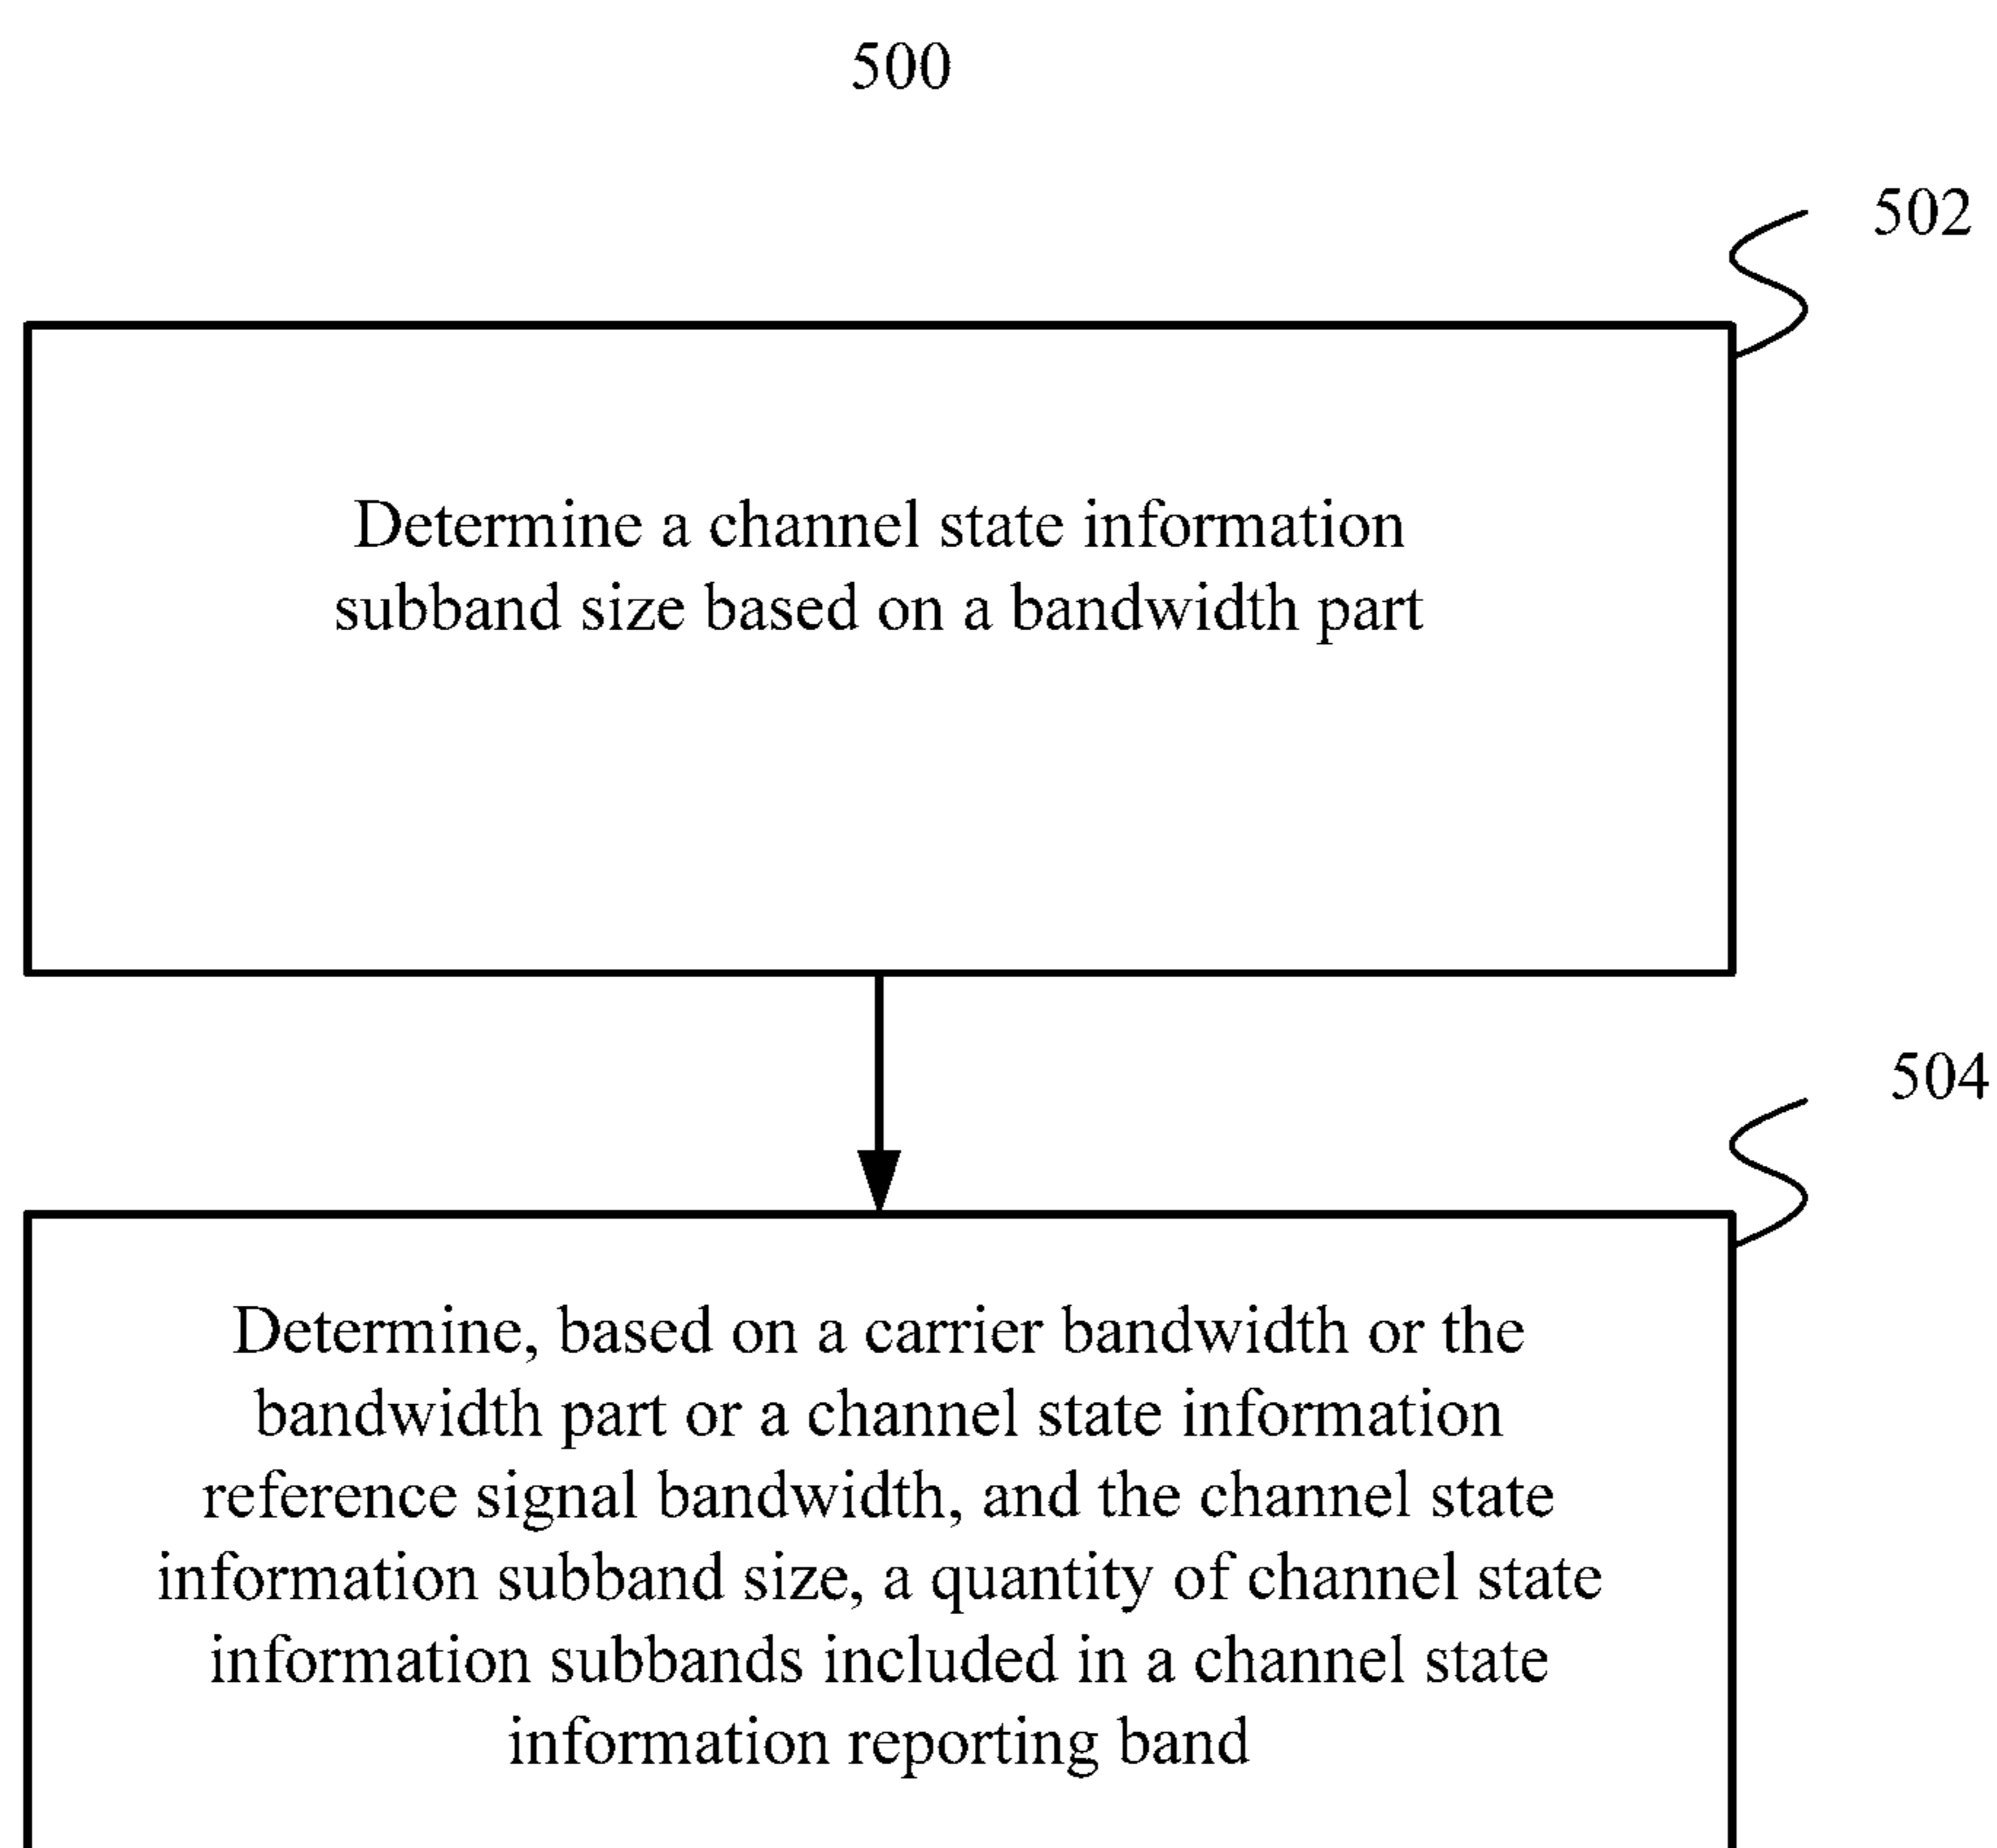 500
502
Determine a channel state information
subband size based on a bandwidth part
504
Determine, based on a carrier bandwidth or the
bandwidth part or a channel state information
reference signal bandwidth, and the channel state
information subband size, a quantity of channel state
information subbands included in a channel state
information reporting band